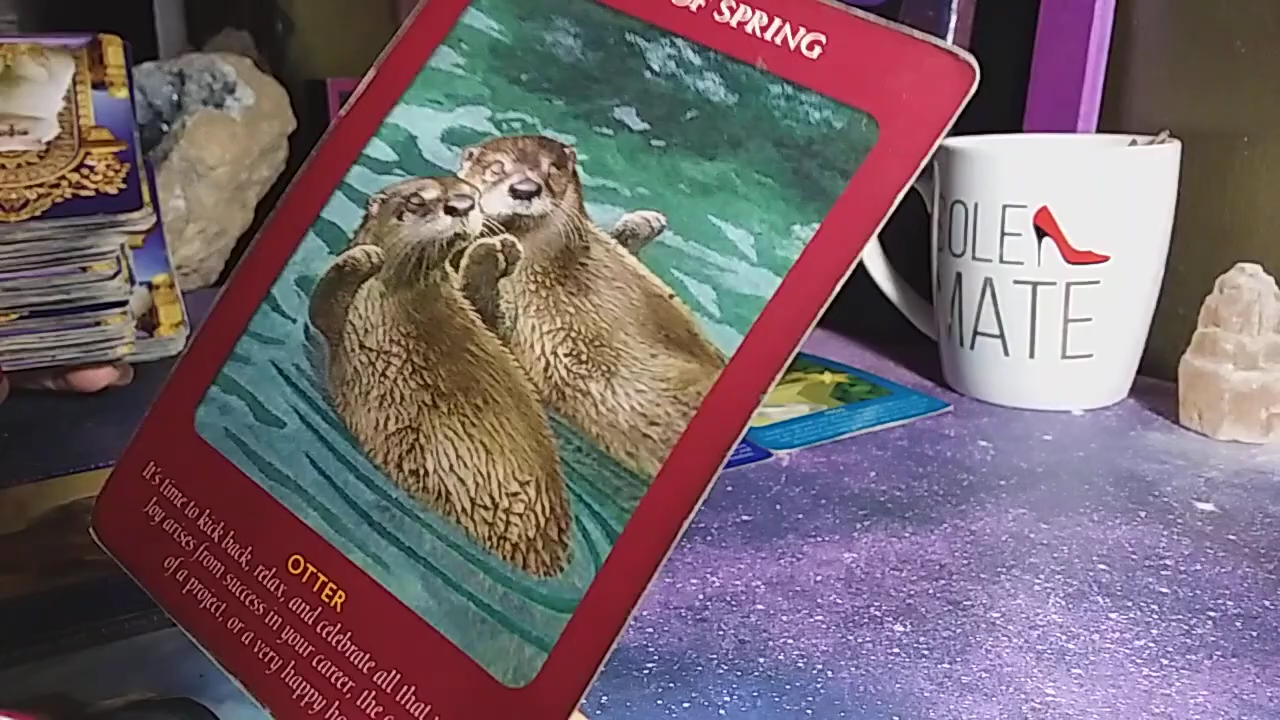 OF SPRING
OTTER
It's time to kick back, relax, and celebrate all that
Joy arises from success in your career, the
of a project, or a very happy
SOLE
MATE